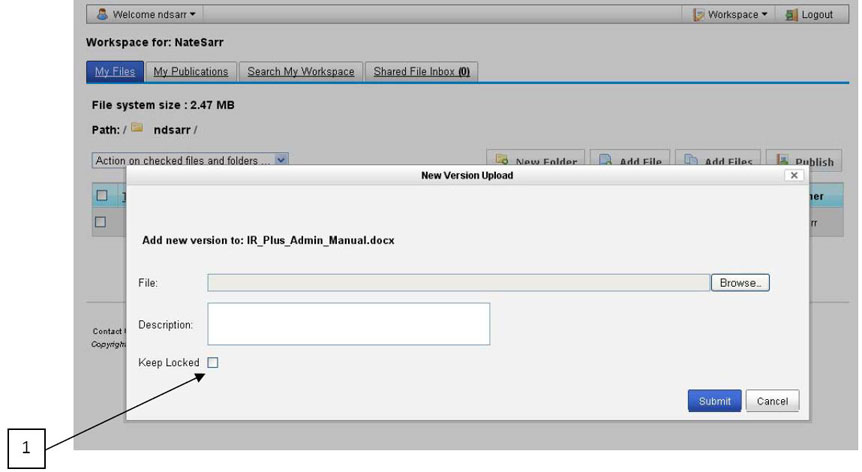 Welcome ndsarr
Workspace
Logout
Workspace for: NateSarr
My Files
My Publications
Search My Workspace
Shared File Inbox (0)
File system size : 2.47 MB
Path: / ndsarr /
Action on checked files and folders ...
New Folder
Add File
Add Files
Publish
New Version Upload
Add new version to: IR_Plus_Admin_Manual.docx
File:
Browse..
Description:
Contact
Keep Locked
Submit
Cancel
1